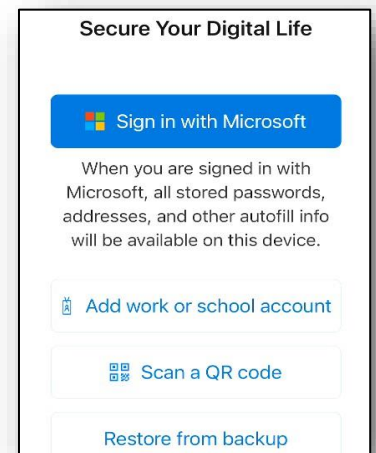 Secure Your Digital Life
Sign in with Microsoft
When you are signed in with
Microsoft, all stored passwords,
addresses, and other autofill info
will be available on this device.
Add work or school account
Scan a QR code
Restore from backup